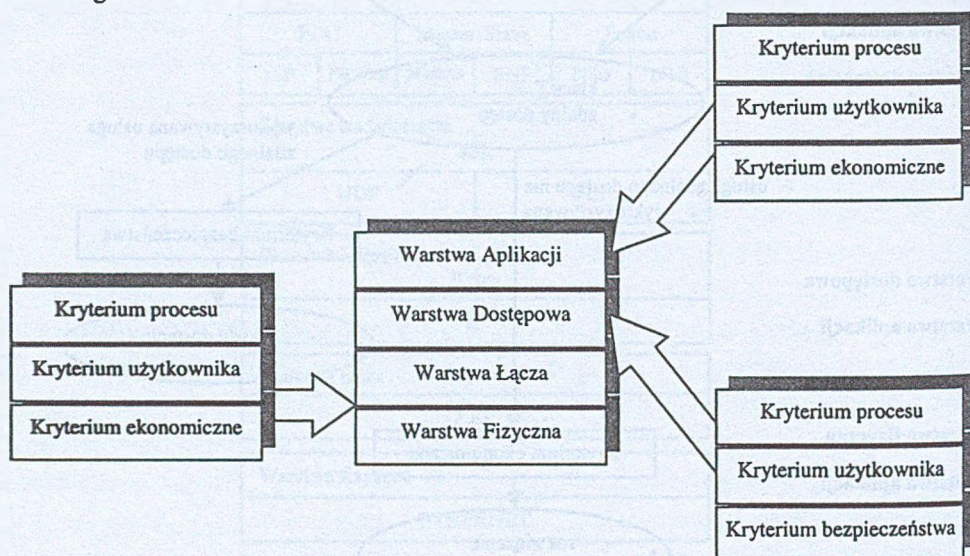 Kryterium procesu
Kryterium użytkownika
Kryterium ekonomiczne
Warstwa Aplikacji
Warstwa Dostępowa
Warstwa Łącza
Warstwa Fizyczna
Kryterium procesu
Kryterium użytkownika
Kryterium ekonomiczne
Kryterium procesu
Kryterium użytkownika
Kryterium bezpieczeństwa